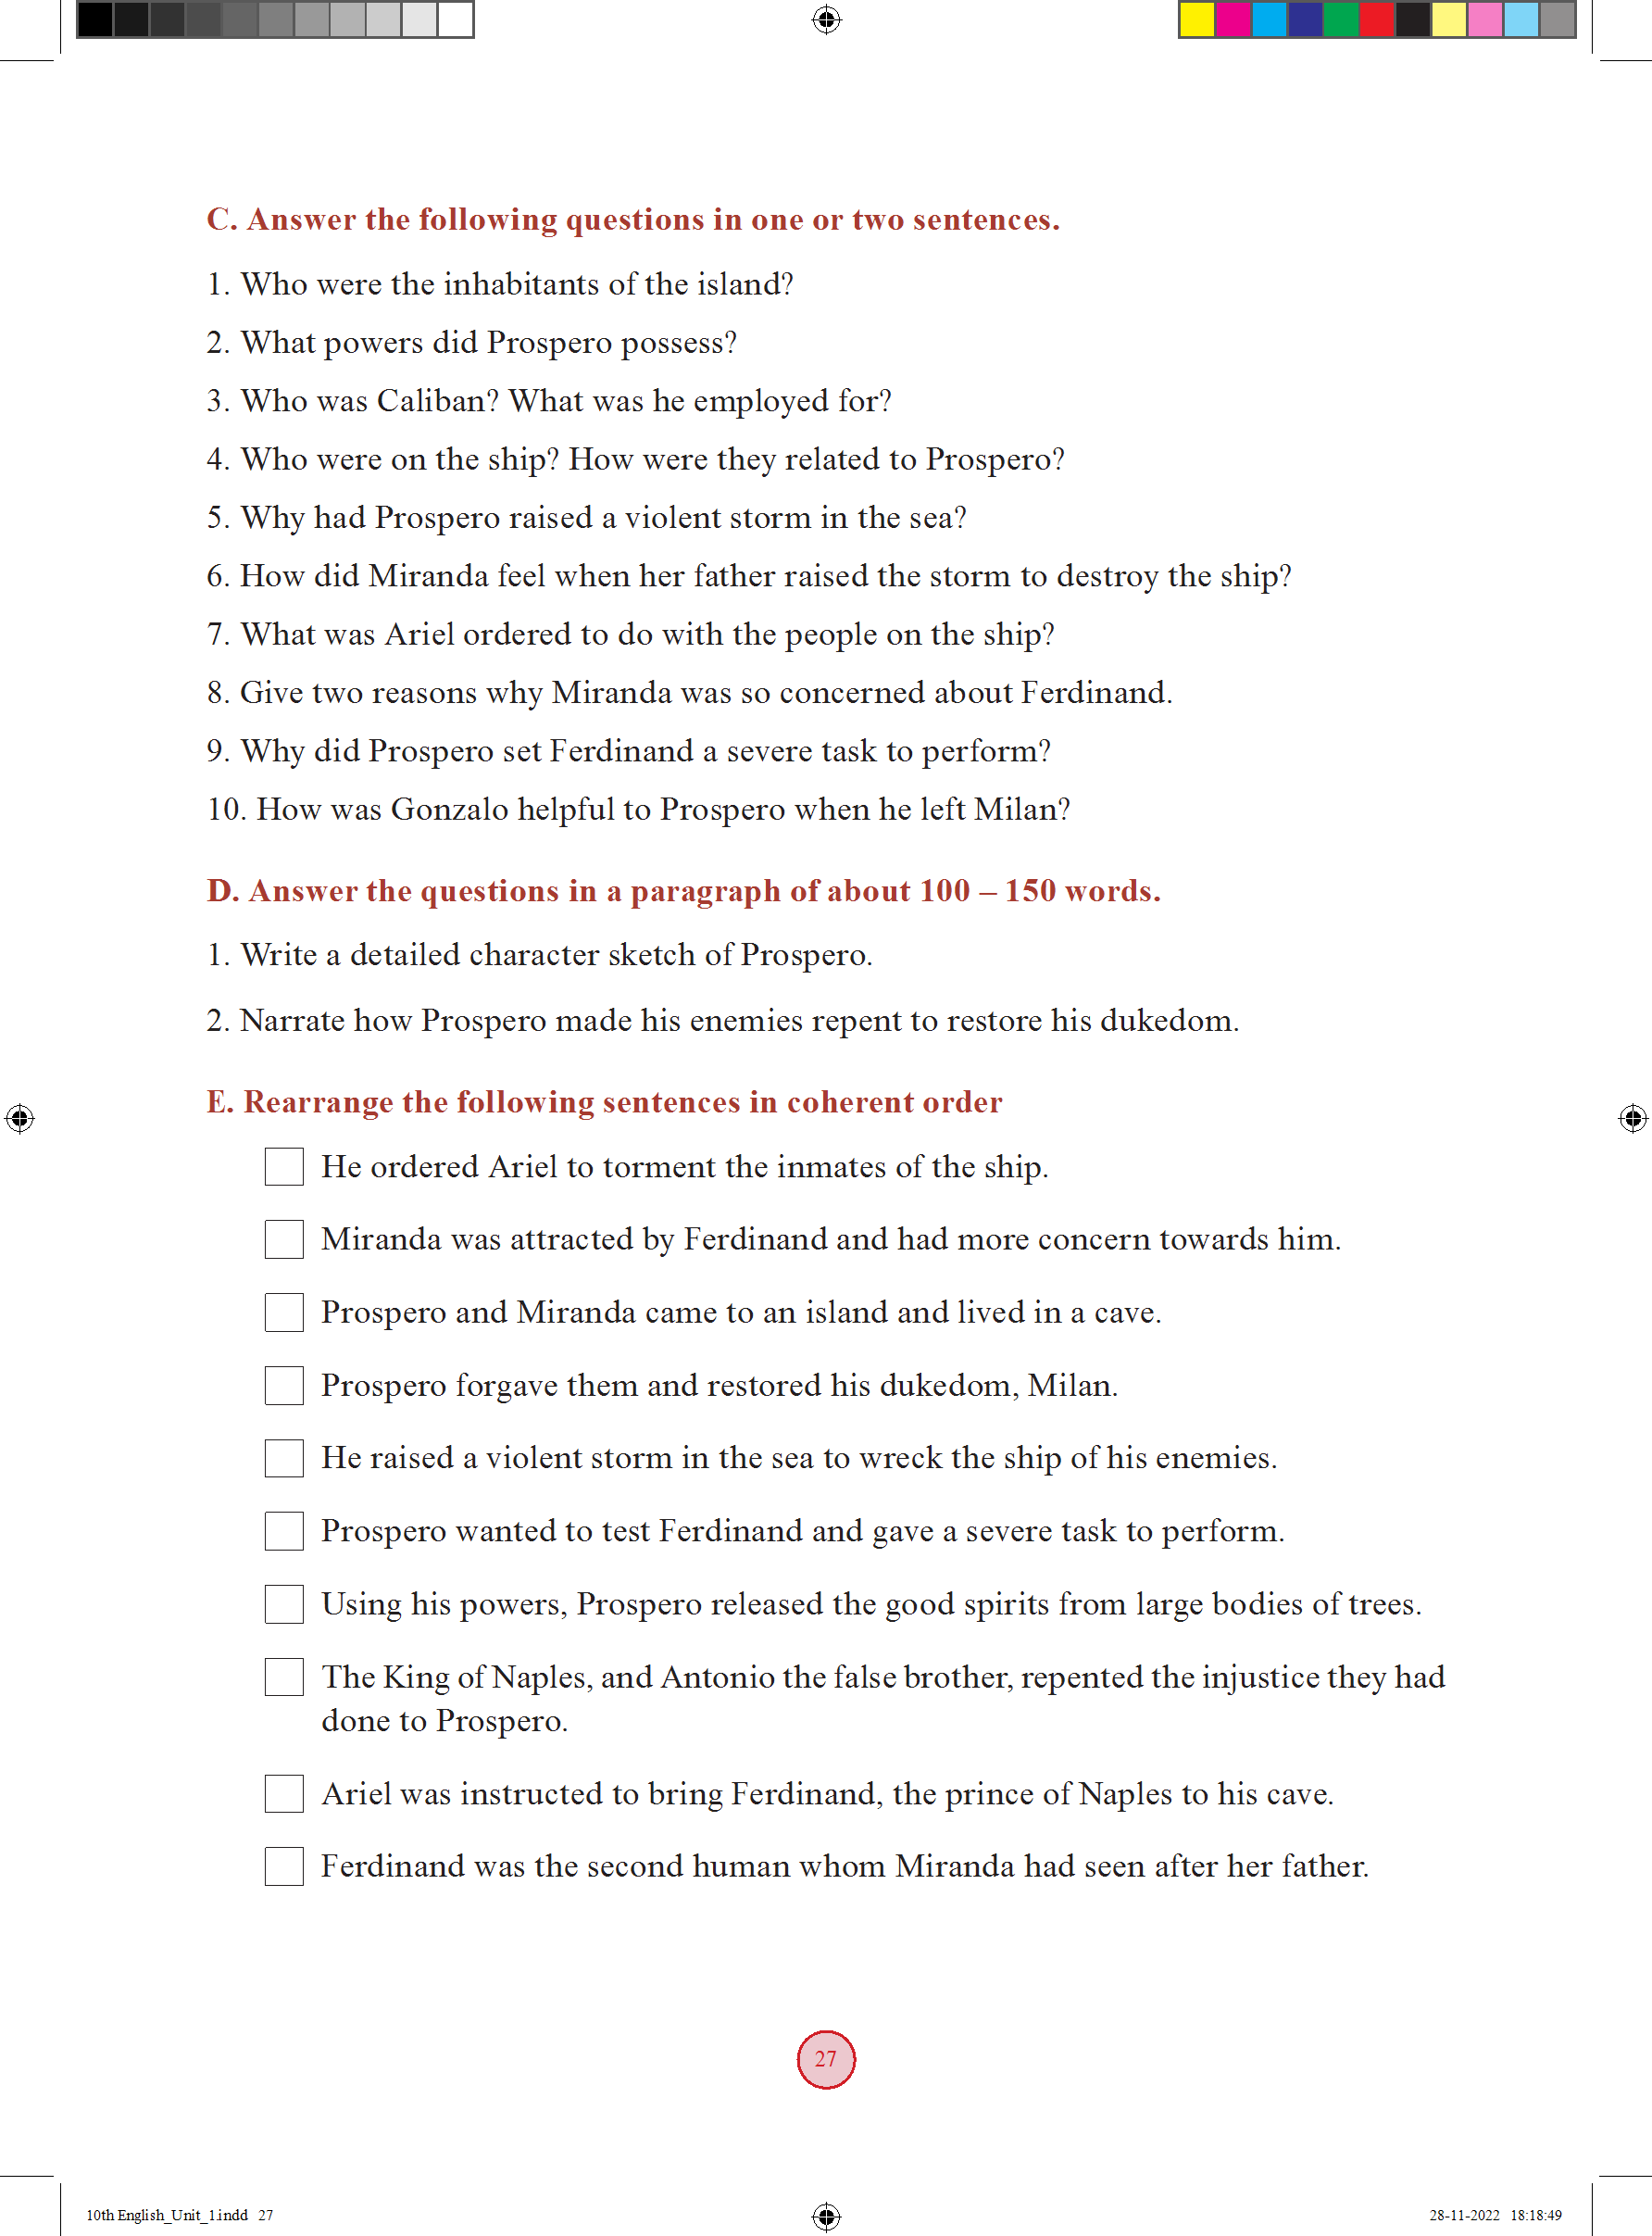 C. Answer the following questions in one or two sentences.
1. Who were the inhabitants of the island?
2. What powers did Prospero possess?
3. Who was Caliban? What was he employed for?
4. Who were on the ship? How were they related to Prospero?
5. Why had Prospero raised a violent storm in the sea?
6. How did Miranda feel when her father raised the storm to destroy the ship?
7. What was Ariel ordered to do with the people on the ship?
8. Give two reasons why Miranda was so concerned about Ferdinand.
9. Why did Prospero set Ferdinand a severe task to perform?
10. How was Gonzalo helpful to Prospero when he left Milan?
D. Answer the questions in a paragraph of about 100 – 150 words.
1. Write a detailed character sketch of Prospero.
2. Narrate how Prospero made his enemies repent to restore his dukedom.
E. Rearrange the following sentences in coherent order
He ordered Ariel to torment the inmates of the ship.
Miranda was attracted by Ferdinand and had more concern towards him.
Prospero and Miranda came to an island and lived in a cave.
Prospero forgave them and restored his dukedom, Milan.
He raised a violent storm in the sea to wreck the ship of his enemies.
Prospero wanted to test Ferdinand and gave a severe task to perform.
Using his powers, Prospero released the good spirits from large bodies of trees.
The King of Naples, and Antonio the false brother, repented the injustice they had
done to Prospero.
Ariel was instructed to bring Ferdinand, the prince of Naples to his cave.
Ferdinand was the second human whom Miranda had seen after her father.
27
10th English_Unit_1.indd 27
28-11-2022 18:18:49